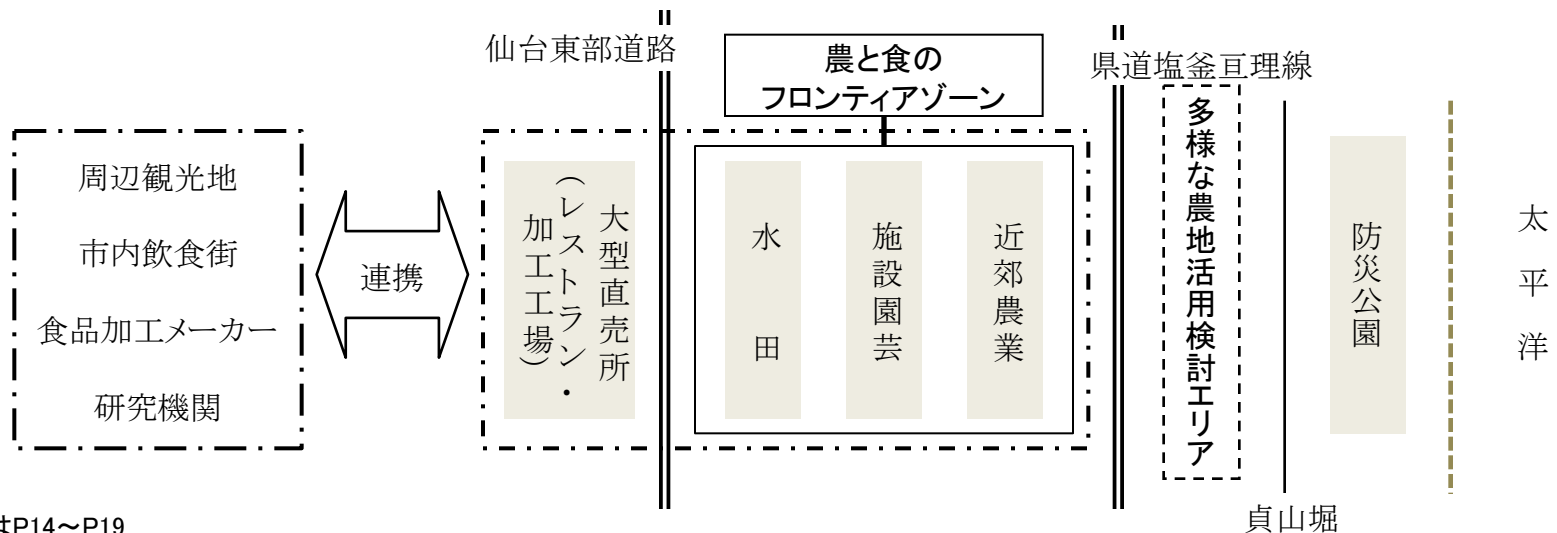 仙台東部道路
農と食の
フロンティアゾーン
県道塩釜亘理線
周辺観光地
市内飲食街
食品加工メーカー
研究機関
連携
大型直売所
(レストラン・
加工工場)
水田
施設園芸
近郊農業
多様な農地活用検討エリア
防災公園
太平洋
貞山堀
はP14～P19